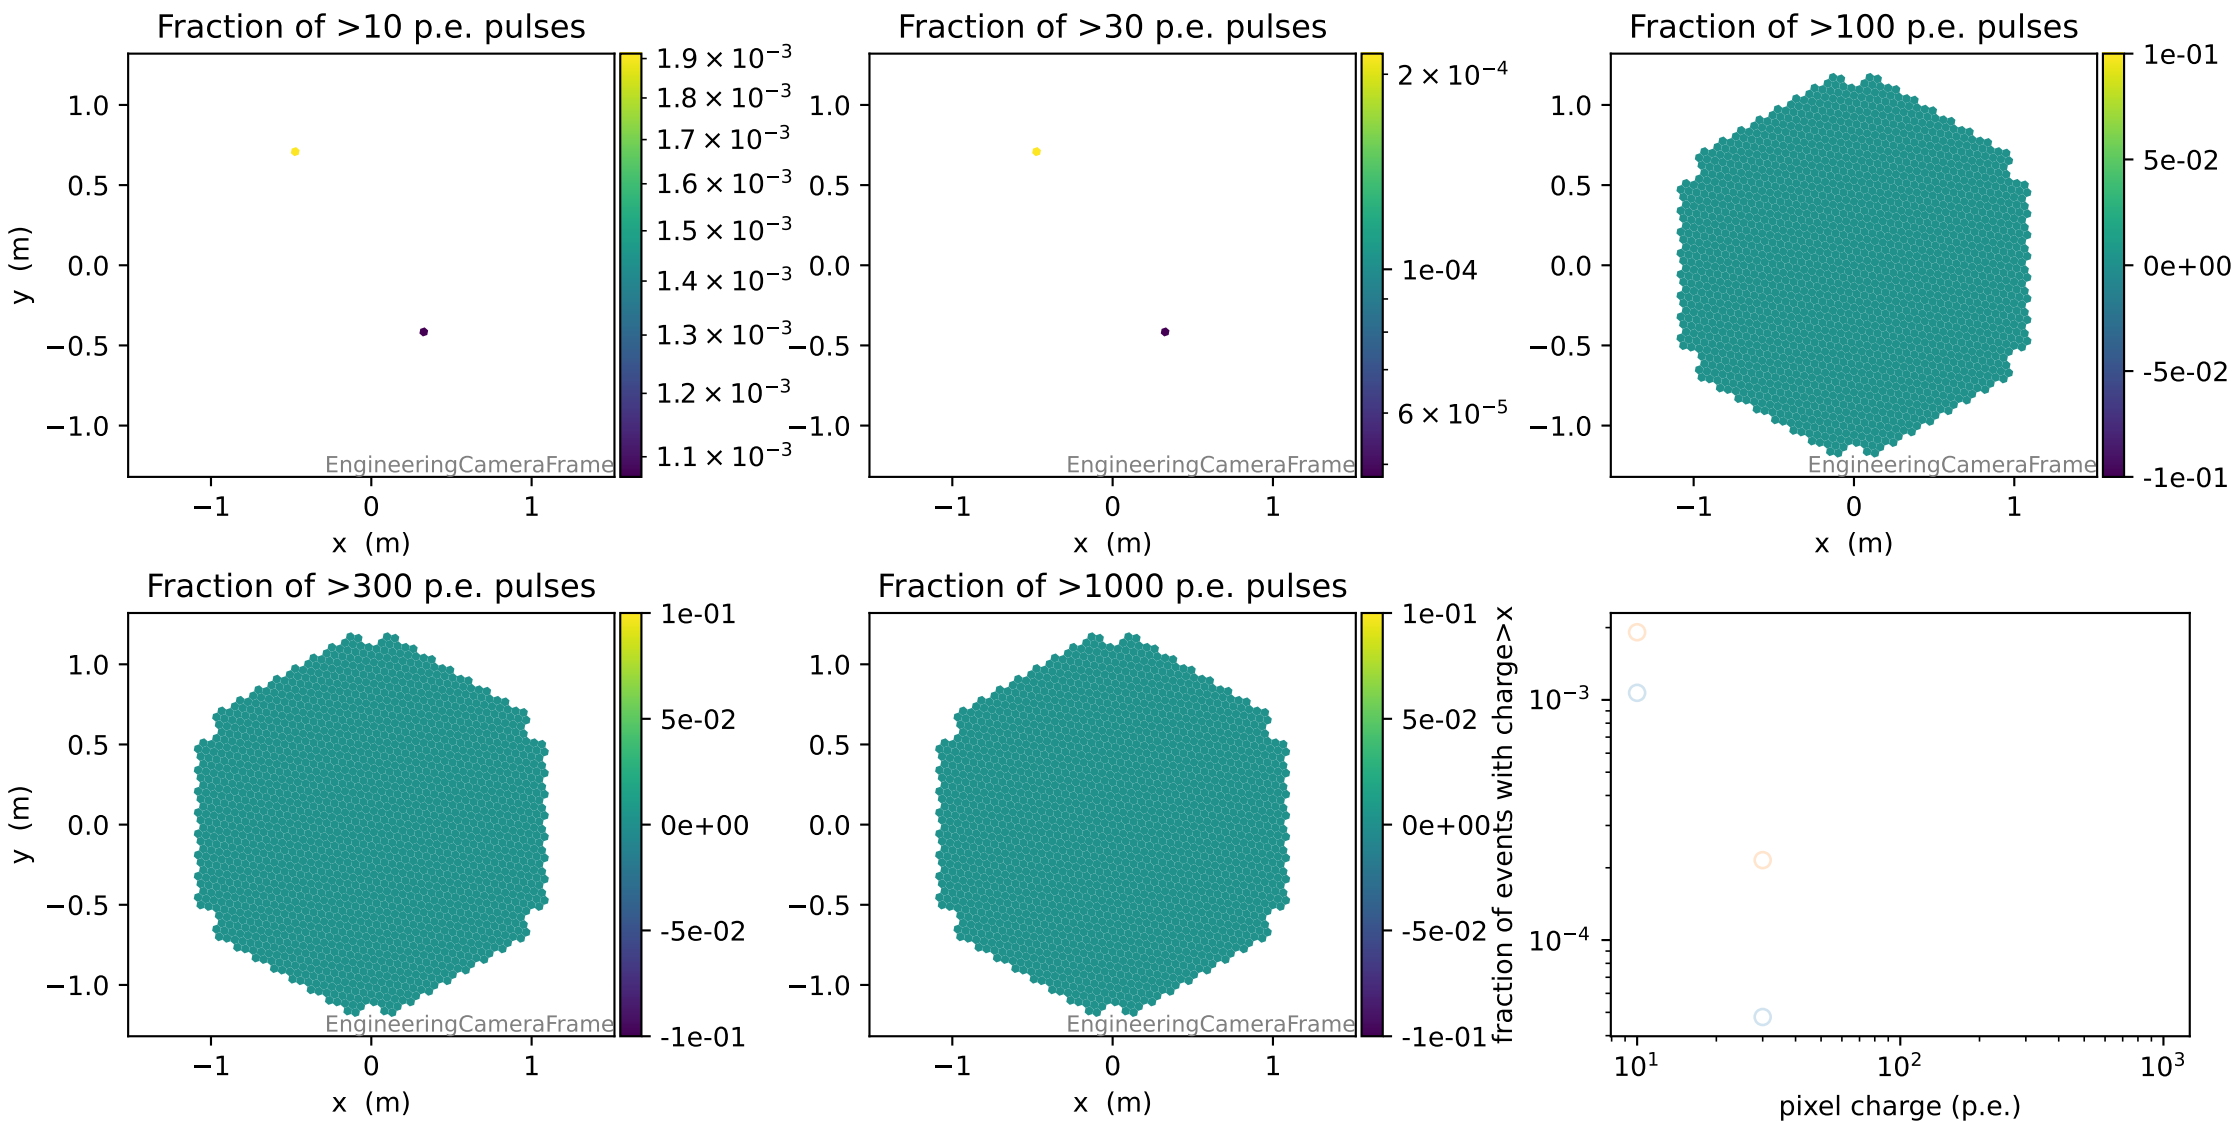 Fraction of >10 p.e. pulses
Fraction of >30 p.e. pulses
Fraction of >100 p.e. pulses
y (m)
1.0
0.5
0.0
−0.5
−1.0
−1
0
1
x (m)
EngineeringCameraFrame
1.9 × 10⁻³
1.8 × 10⁻³
1.7 × 10⁻³
1.6 × 10⁻³
1.5 × 10⁻³
1.4 × 10⁻³
1.3 × 10⁻³
1.2 × 10⁻³
1.1 × 10⁻³
1.0
0.5
0.0
−0.5
−1.0
−1
0
1
x (m)
EngineeringCameraFrame
2 × 10⁻⁴
1e-04
6 × 10⁻⁵
1.0
0.5
0.0
−0.5
−1.0
−1
0
1
x (m)
EngineeringCameraFrame
1e-01
5e-02
0e+00
-5e-02
-1e-01
Fraction of >300 p.e. pulses
Fraction of >1000 p.e. pulses
y (m)
1.0
0.5
0.0
−0.5
−1.0
−1
0
1
x (m)
EngineeringCameraFrame
1e-01
5e-02
0e+00
-5e-02
-1e-01
1.0
0.5
0.0
−0.5
−1.0
−1
0
1
x (m)
EngineeringCameraFrame
1e-01
5e-02
0e+00
-5e-02
-1e-01
fraction of events with charge>x
10⁻³
10⁻⁴
10¹
10²
10³
pixel charge (p.e.)